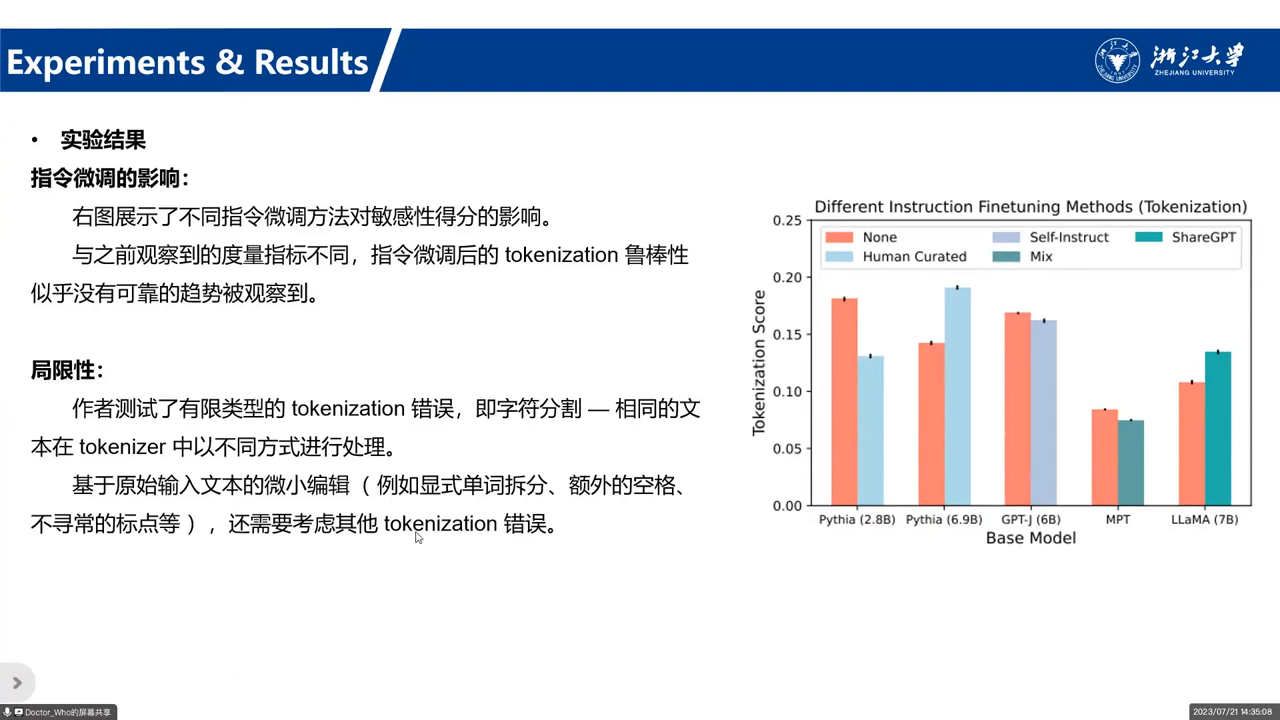 Experiments & Results
浙江大学
ZHEJIANG UNIVERSITY
• 实验结果
指令微调的影响：
右图展示了不同指令微调方法对敏感性得分的影响。
与之前观察到的度量指标不同，指令微调后的 tokenization 鲁棒性
似乎没有可靠的趋势被观察到。
局限性：
作者测试了有限类型的 tokenization 错误，即字符分割 — 相同的文
本在 tokenizer 中以不同方式进行处理。
基于原始输入文本的微小编辑（ 例如显式单词拆分、额外的空格、
不寻常的标点等 ），还需要考虑其他 tokenization 错误。
Different Instruction Finetuning Methods (Tokenization)
None
Human Curated
Self-Instruct
Mix
ShareGPT
Tokenization Score
0.25
0.20
0.15
0.10
0.05
0.00
Pythia (2.8B) Pythia (6.9B) GPT-J (6B) MPT LLaMA (7B)
Base Model
Doctor_Who的屏幕共享
2023/07/21 14:35:08